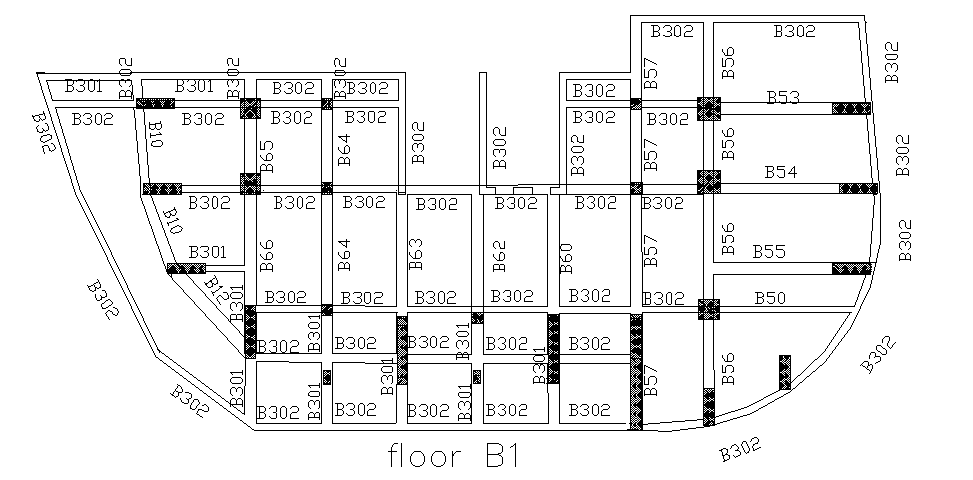 B302 B302
B57 B56 B302
B302 B302 B302
B301 B301 B302 B302 B302
B53
B302 B302 B302 B302 B302 B302 B302
B10 B65 B64 B302 B302 B302 B57 B56 B302
B54
B302 B302 B302 B302 B302 B302 B302
B10 B301 B66 B64 B63 B62 B60 B57 B56 B55 B302
B302 B12 B301 B302 B302 B302 B302 B302 B302 B50
B302 B301 B302 B302 B301 B302 B301 B302
B302 B301 B301 B301 B57 B56 B302
B302 B301 B302 B302 B301 B302 B302
B302
floor B1